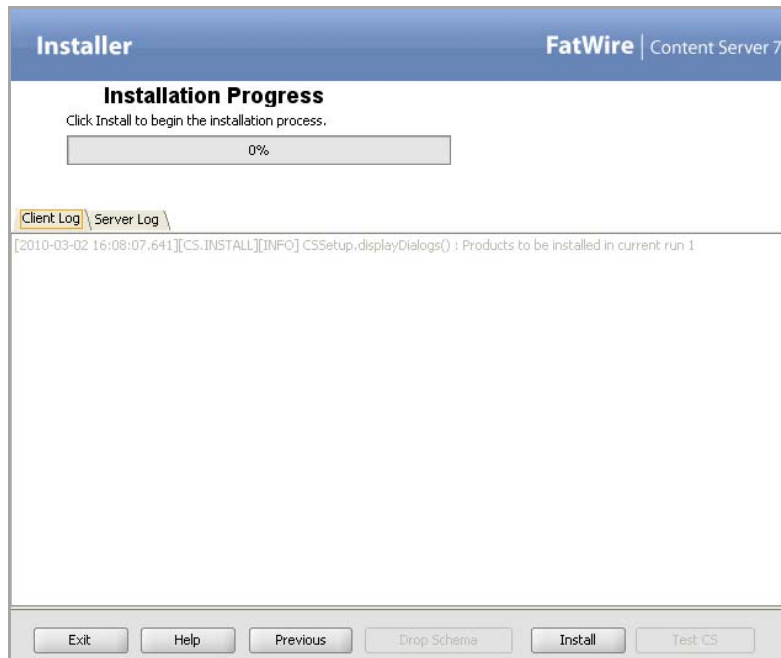 Installer
FatWire | Content Server 7
Installation Progress
Click Install to begin the installation process.
0%
Client Log
Server Log
[2010-03-02 16:08:07.641][CS.INSTALL][INFO] CSSetup.displayDialogs() : Products to be installed in current run 1
Exit
Help
Previous
Drop Schema
Install
Test CS